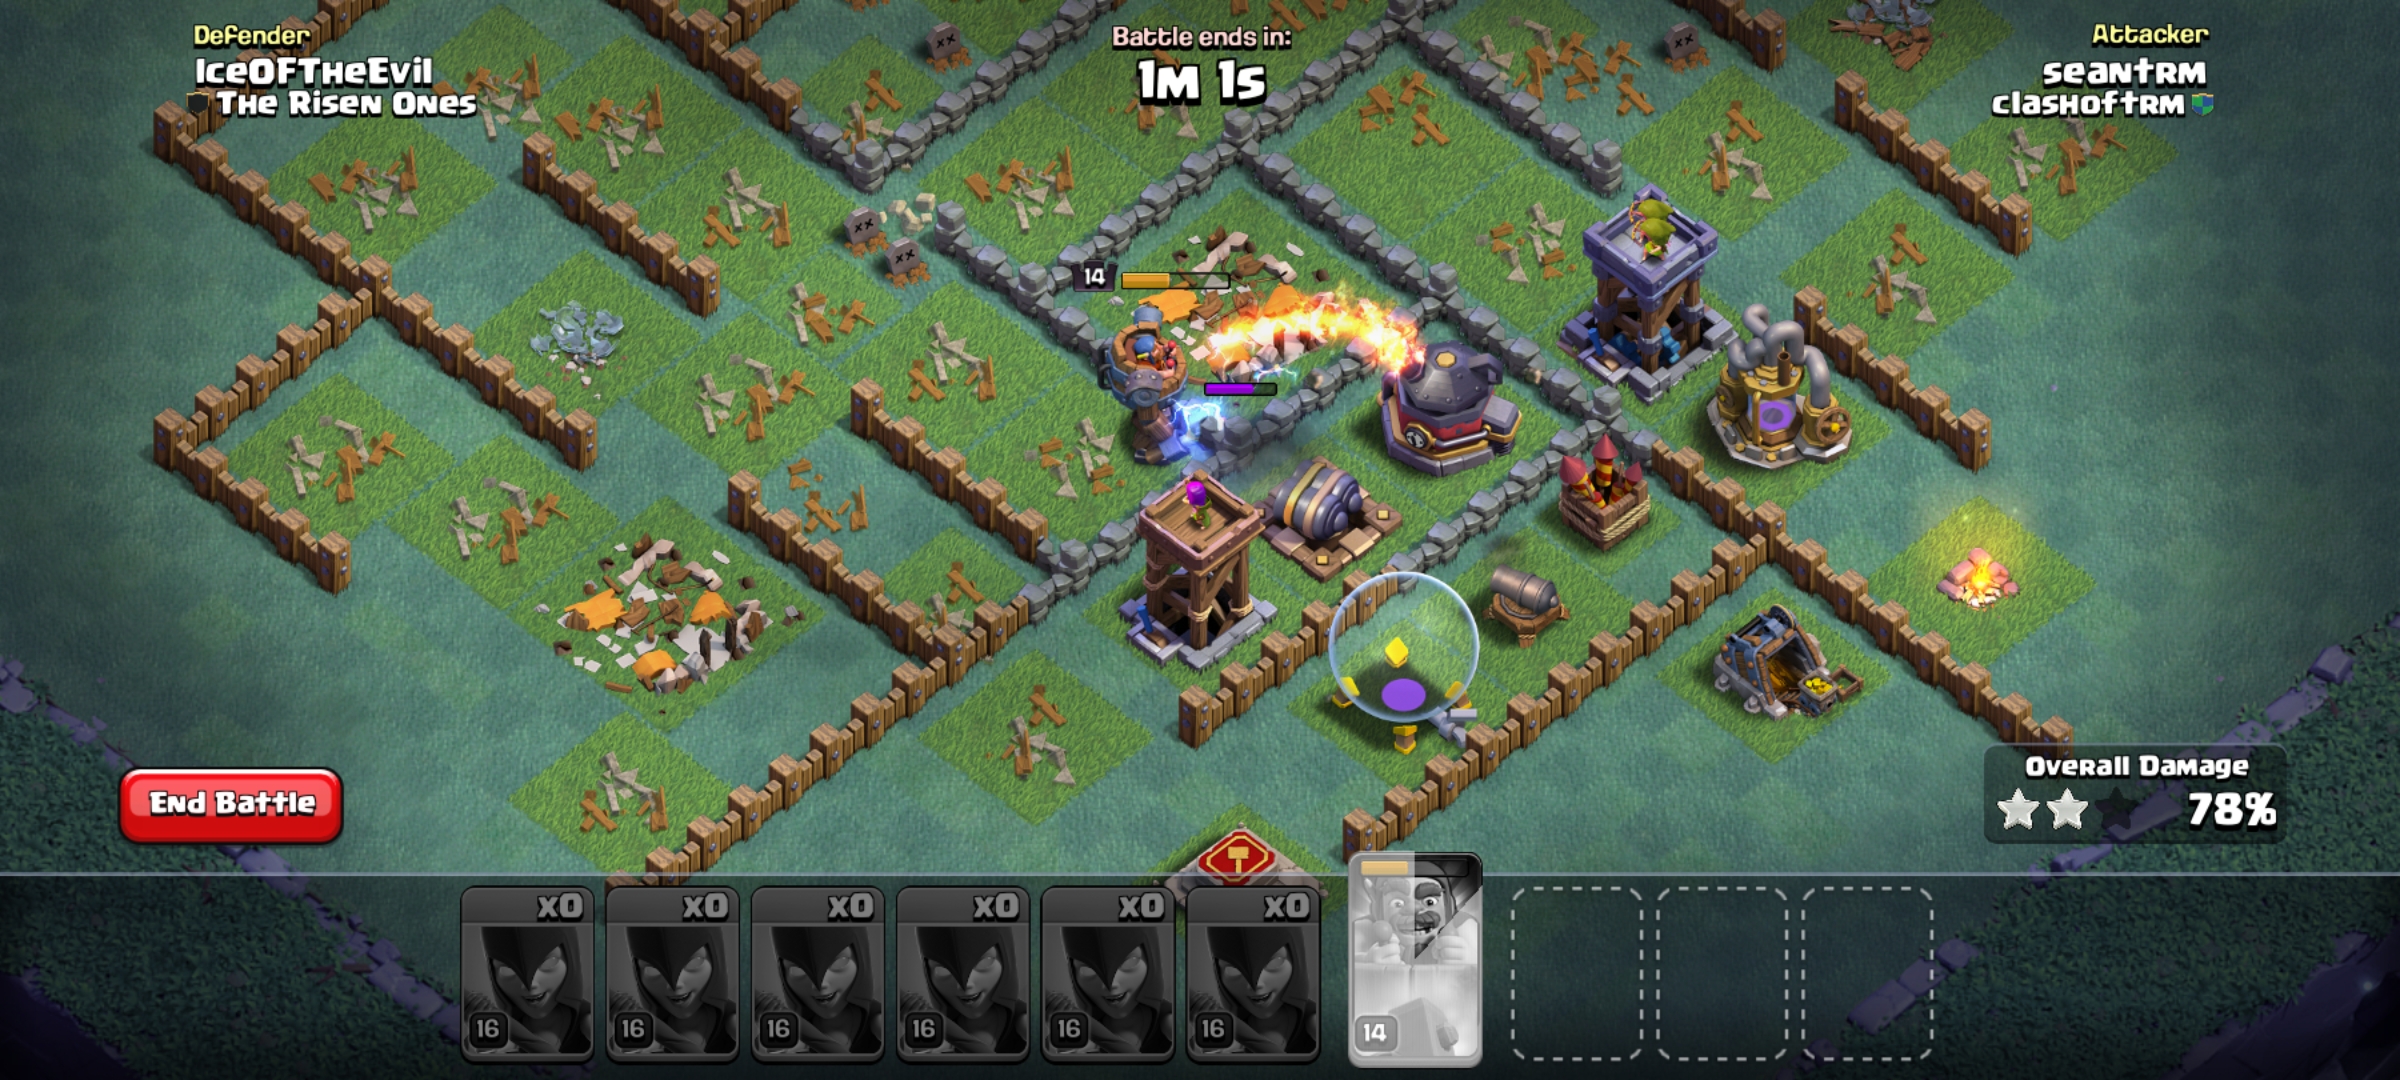 Defender
IceOFTheEvil
The Risen Ones
Battle ends in:
1M 1s
Attacker
seantRM
clashoftRM
14
End Battle
Overall Damage
78%
x0
x0
x0
x0
x0
x0
16
16
16
16
16
16
14